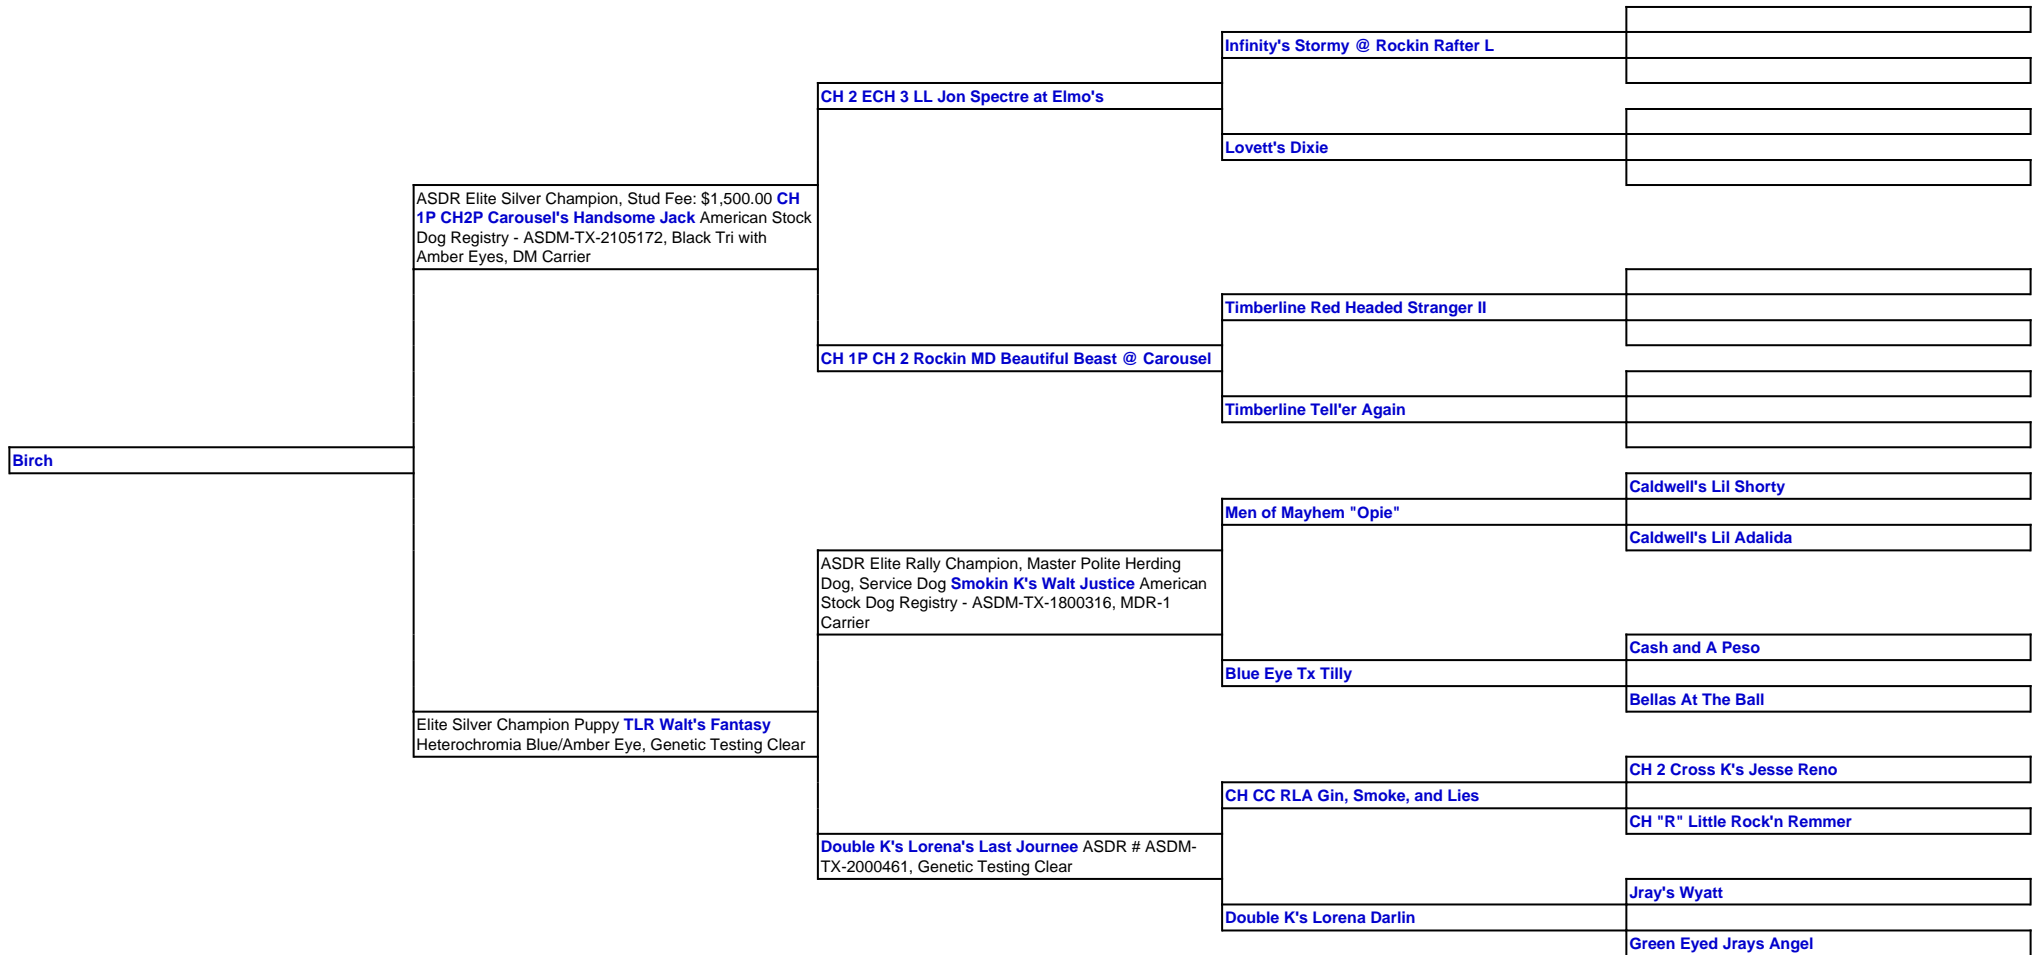 Infinity's Stormy @ Rockin Rafter L
CH 2 ECH 3 LL Jon Spectre at Elmo's
Lovett's Dixie
ASDR Elite Silver Champion, Stud Fee: $1,500.00 CH
1P CH2P Carousel's Handsome Jack American Stock
Dog Registry - ASDM-TX-2105172, Black Tri with
Amber Eyes, DM Carrier
Timberline Red Headed Stranger II
CH 1P CH 2 Rockin MD Beautiful Beast @ Carousel
Timberline Tell'er Again
Birch
Caldwell's Lil Shorty
Men of Mayhem "Opie"
Caldwell's Lil Adalida
ASDR Elite Rally Champion, Master Polite Herding
Dog, Service Dog Smokin K's Walt Justice American
Stock Dog Registry - ASDM-TX-1800316, MDR-1
Carrier
Cash and A Peso
Blue Eye Tx Tilly
Bellas At The Ball
Elite Silver Champion Puppy TLR Walt's Fantasy
Heterochromia Blue/Amber Eye, Genetic Testing Clear
CH 2 Cross K's Jesse Reno
CH CC RLA Gin, Smoke, and Lies
CH "R" Little Rock'n Remmer
Double K's Lorena's Last Journee ASDR # ASDM-
TX-2000461, Genetic Testing Clear
Jray's Wyatt
Double K's Lorena Darlin
Green Eyed Jrays Angel